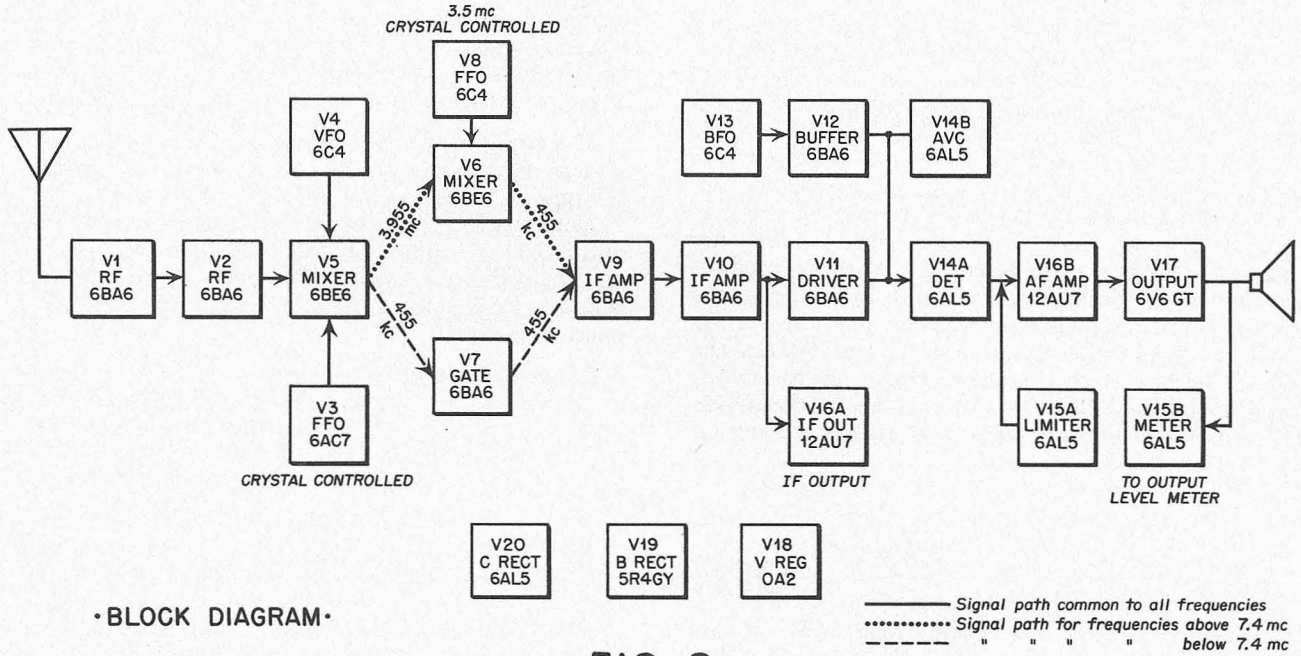 3.5 mc
CRYSTAL CONTROLLED
V8
FFO
6C4
V4
VFO
6C4
V13
BFO
6C4
V12
BUFFER
6BA6
V14B
AVC
6AL5
V6
MIXER
6BE6
3.955
mc
455
kc
V1
RF
6BA6
V2
RF
6BA6
V5
MIXER
6BE6
V9
IF AMP
6BA6
V10
IF AMP
6BA6
V11
DRIVER
6BA6
V14A
DET
6AL5
V16B
AF AMP
12AU7
V17
OUTPUT
6V6 GT
455
kc
455
kc
V7
GATE
6BA6
V3
FFO
6AC7
CRYSTAL CONTROLLED
V16A
IF OUT
12AU7
IF OUTPUT
V15A
LIMITER
6AL5
V15B
METER
6AL5
TO OUTPUT
LEVEL METER
V20
C RECT
6AL5
V19
B RECT
5R4GY
V18
V REG
OA2
·BLOCK DIAGRAM·
Signal path common to all frequencies
Signal path for frequencies above 7.4 mc
" " " " below 7.4 mc